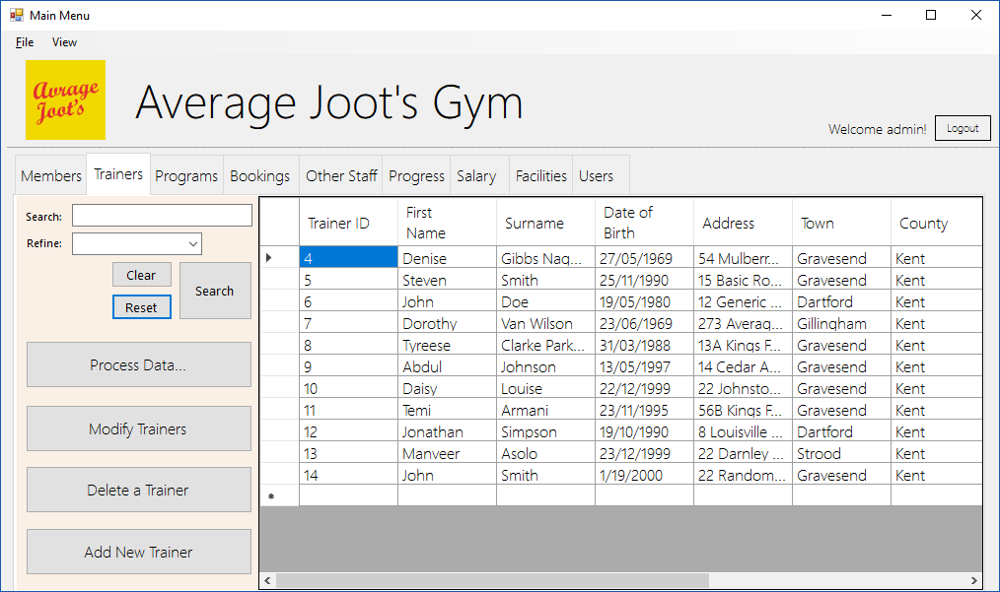 Main Menu
File View
Avrage
Joot's
Average Joot's Gym
Welcome admin! Logout
Members Trainers Programs Bookings Other Staff Progress Salary Facilities Users
Search:
Refine:
Clear
Search
Reset
Process Data...
Modify Trainers
Delete a Trainer
Add New Trainer
Trainer ID First Name Surname Date of Birth Address Town County
4 Denise Gibbs Naq... 27/05/1969 54 Mulberr... Gravesend Kent
5 Steven Smith 25/11/1990 15 Basic Ro... Gravesend Kent
6 John Doe 19/05/1980 12 Generic ... Dartford Kent
7 Dorothy Van Wilson 23/06/1969 273 Averag... Gillingham Kent
8 Tyreese Clarke Park... 31/03/1988 13A Kings F... Gravesend Kent
9 Abdul Johnson 13/05/1997 14 Cedar A... Gravesend Kent
10 Daisy Louise 22/12/1999 22 Johnsto... Gravesend Kent
11 Temi Armani 23/11/1995 56B Kings F... Gravesend Kent
12 Jonathan Simpson 19/10/1990 8 Louisville ... Dartford Kent
13 Manveer Asolo 23/12/1999 22 Darnley ... Strood Kent
14 John Smith 1/19/2000 22 Random... Gravesend Kent